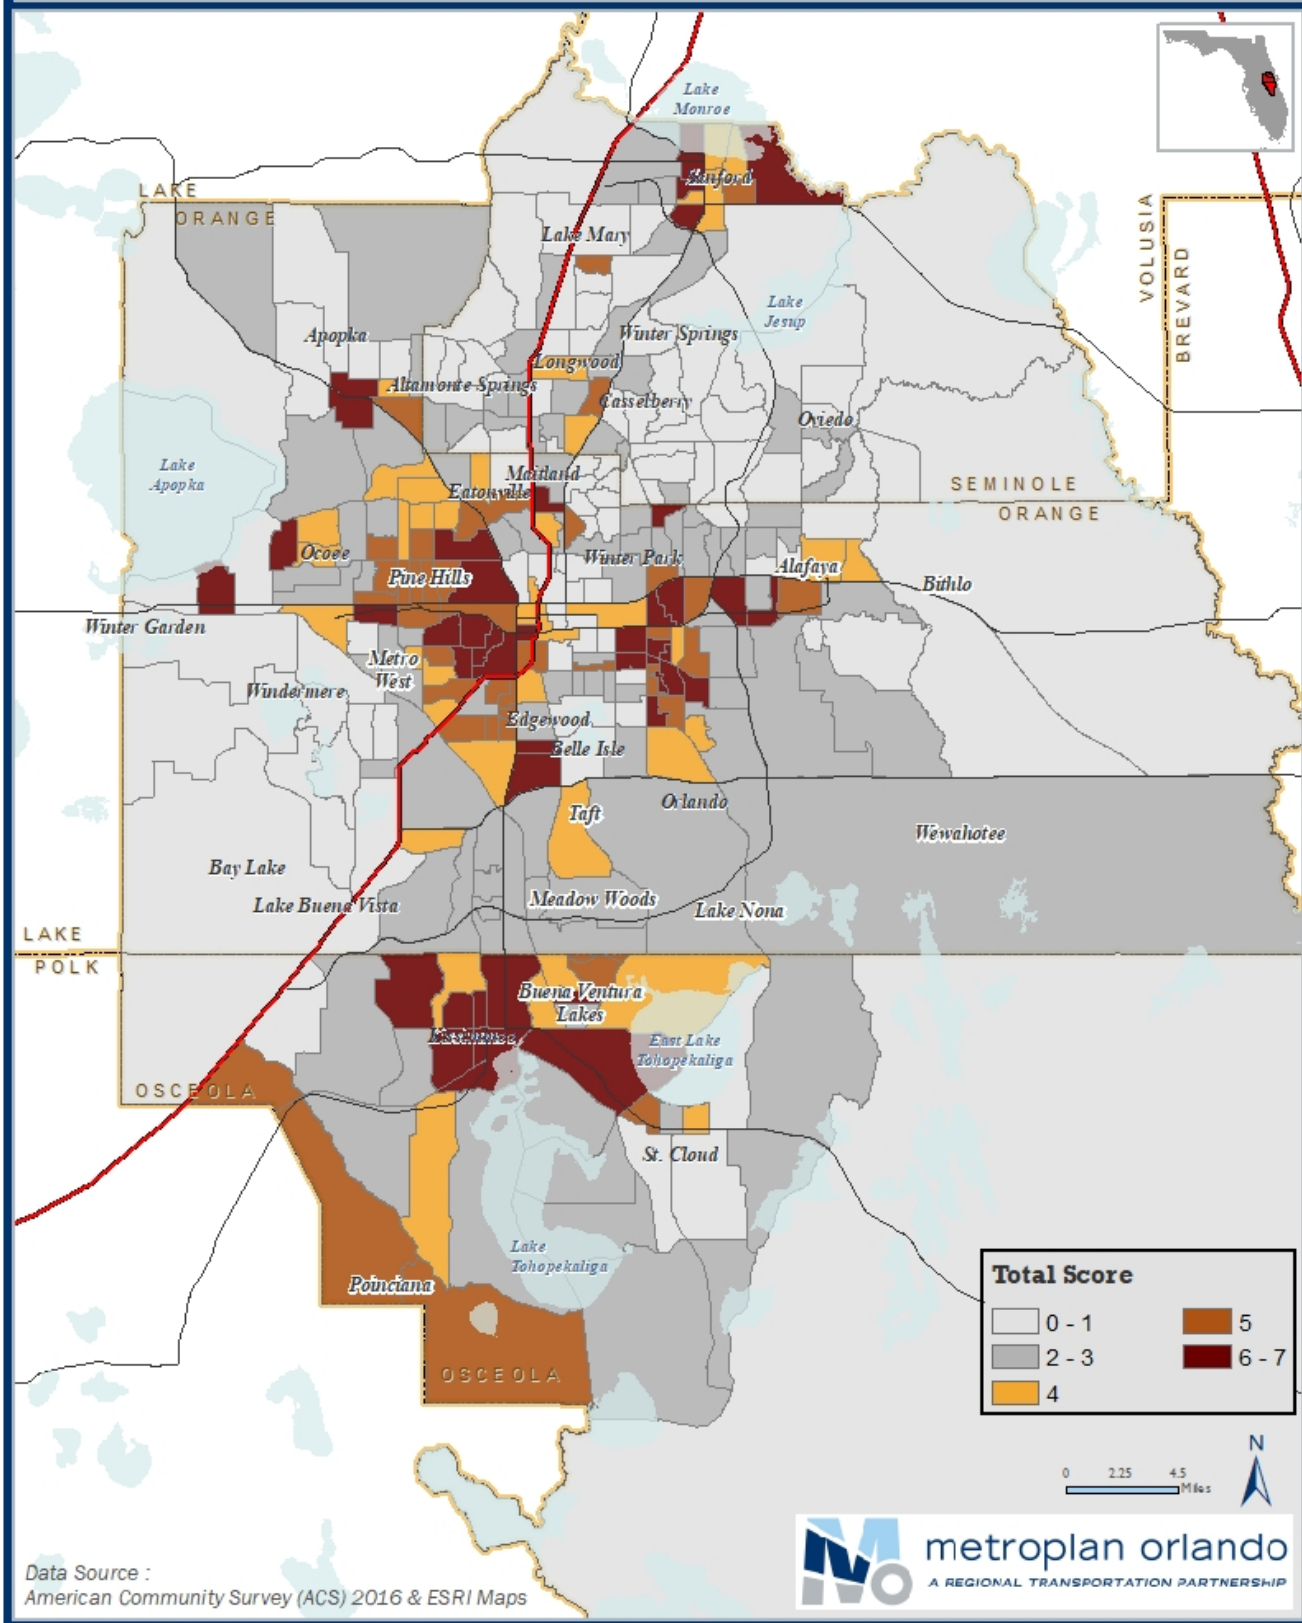 Lake
Monroe
Sanford
LAKE
ORANGE
Lake Mary
VOLUSIA
BREVARD
Lake
Jesup
Apopka
Winter Springs
Longwood
Altamonte Springs
Casselberry
Oviedo
Lake
Apopka
Maitland
Eatonville
SEMINOLE
ORANGE
Ocoee
Winter Park
Alafaya
Pine Hills
Bithlo
Winter Garden
Metro
West
Windermere
Edgewood
Belle Isle
Orlando
Taft
Wewahotee
Bay Lake
Meadow Woods
Lake Buena Vista
Lake Nona
LAKE
POLK
Buena Ventura
Lakes
Kissimmee
East Lake
Tohopekaliga
OSCEOLA
St. Cloud
Lake
Tohopekaliga
Poinciana
OSCEOLA
Total Score
0 - 1
2 - 3
4
5
6 - 7
N
0 2.25 4.5
Miles
metroplan orlando
A REGIONAL TRANSPORTATION PARTNERSHIP
Data Source :
American Community Survey (ACS) 2016 & ESRI Maps